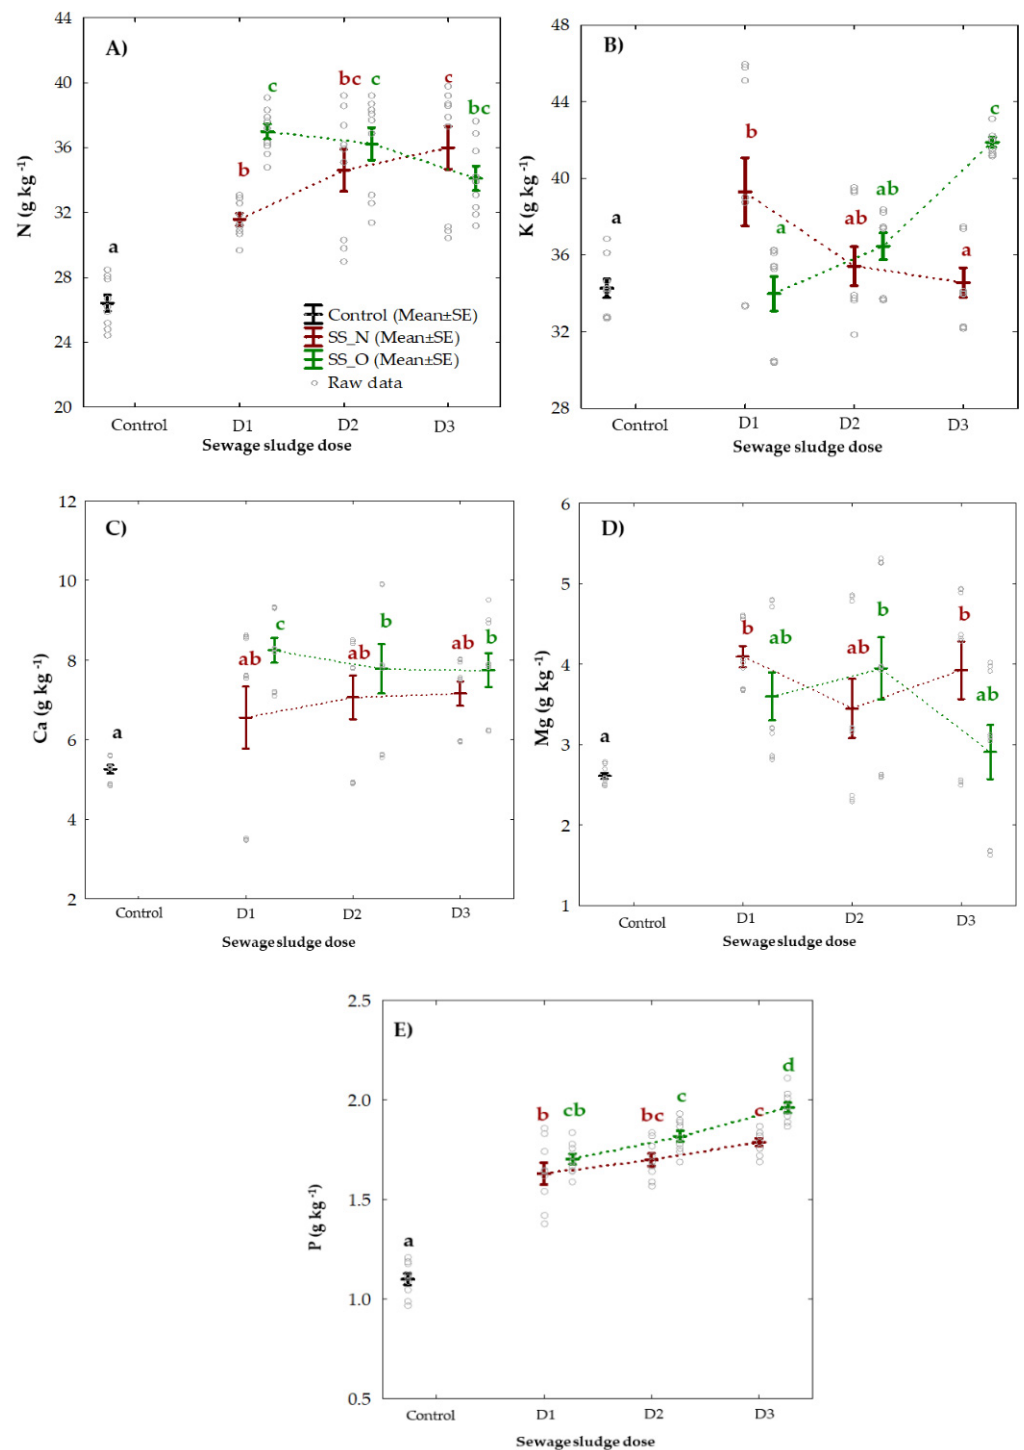 A)
N (g kg⁻¹)
44
40
36
32
28
24
20
a
b
c
bc
c
c
bc
Control (Mean±SE)
SS_N (Mean±SE)
SS_O (Mean±SE)
Raw data
Control D1 D2 D3
Sewage sludge dose
B)
K (g kg⁻¹)
48
44
40
36
32
28
a
b
a
ab
ab
a
c
Control D1 D2 D3
Sewage sludge dose
C)
Ca (g kg⁻¹)
12
10
8
6
4
2
a
ab
c
ab
b
ab
b
Control D1 D2 D3
Sewage sludge dose
D)
Mg (g kg⁻¹)
6
5
4
3
2
1
a
b
ab
ab
b
b
ab
Control D1 D2 D3
Sewage sludge dose
E)
P (g kg⁻¹)
2.5
2.0
1.5
1.0
0.5
a
b
cb
bc
c
c
d
Control D1 D2 D3
Sewage sludge dose